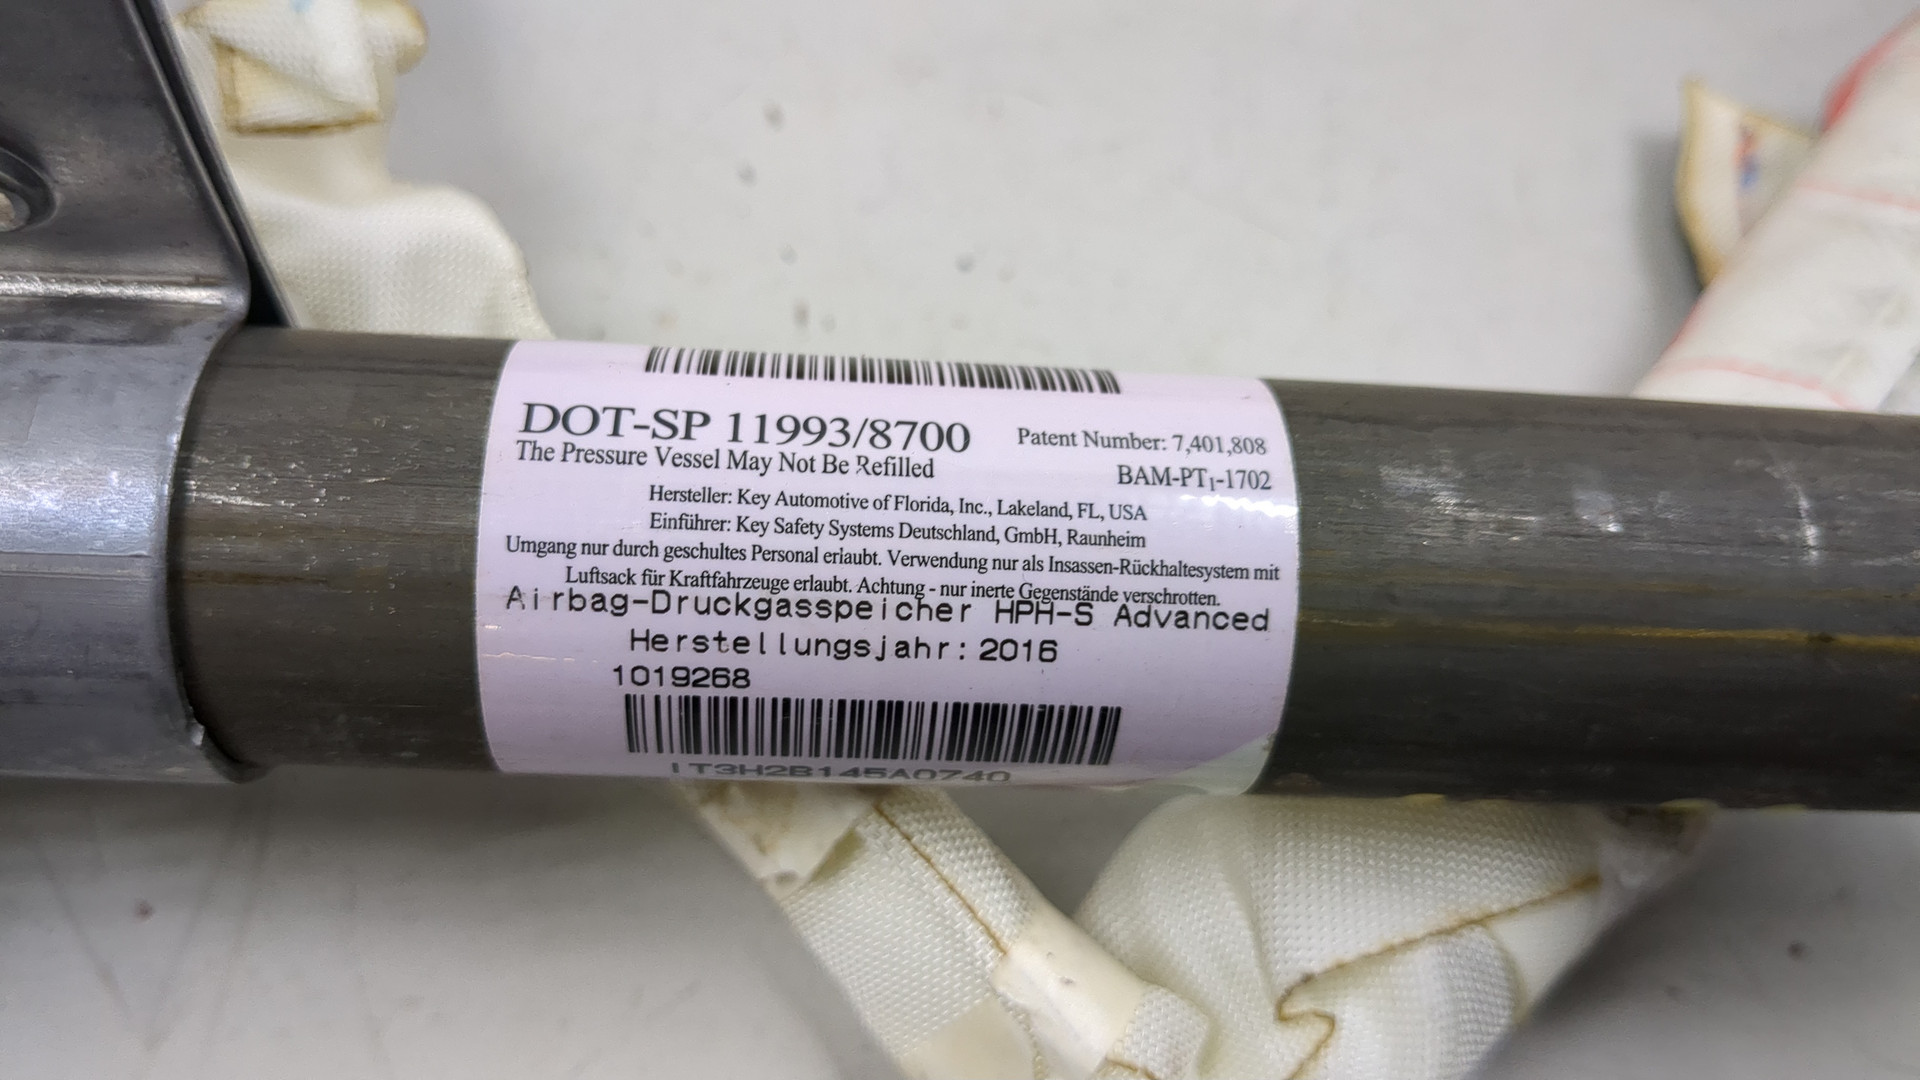 DOT-SP 11993/8700
The Pressure Vessel May Not Be Refilled
Patent Number: 7,401,808
BAM-PT₁-1702
Hersteller: Key Automotive of Florida, Inc., Lakeland, FL, USA
Einführer: Key Safety Systems Deutschland, GmbH, Raunheim
Umgang nur durch geschultes Personal erlaubt. Verwendung nur als Insassen-Rückhaltesystem mit
Luftsack für Kraftfahrzeuge erlaubt. Achtung - nur inerte Gegenstände verschrotten.
Airbag-Druckgasspeicher HPH-S Advanced
Herstellungsjahr: 2016
1019268
1T3H2B145A0740